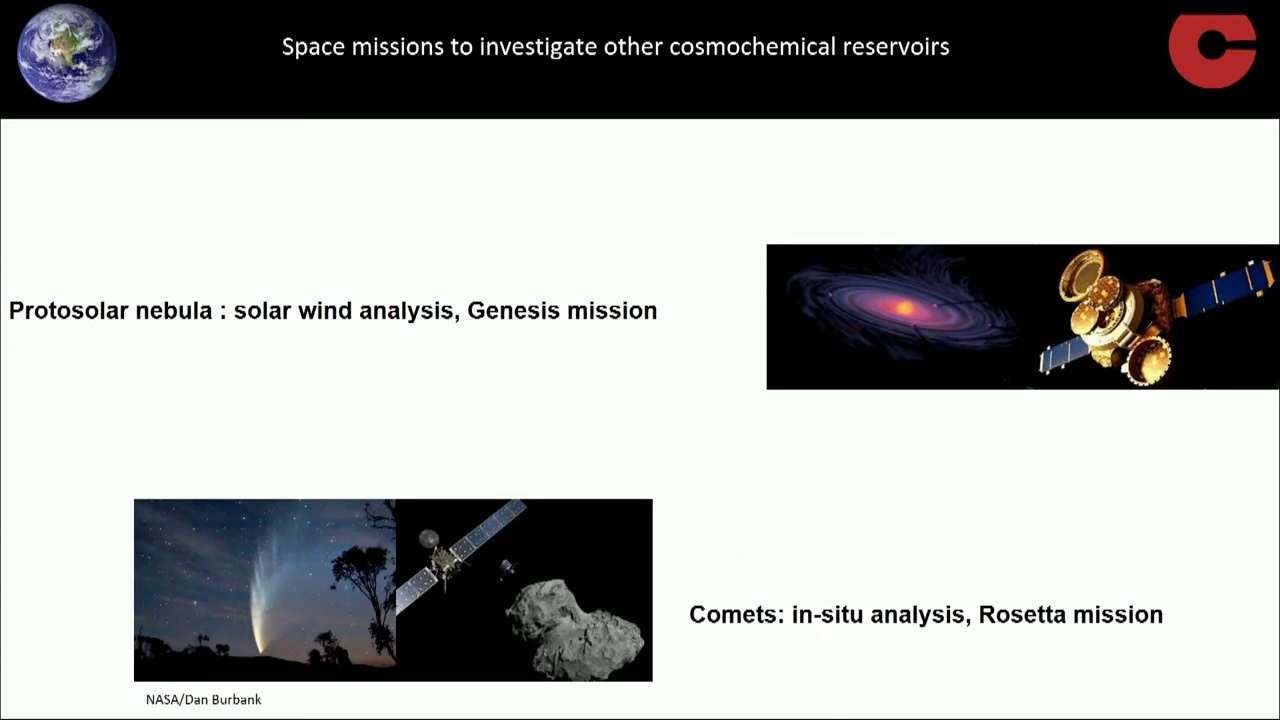 Space missions to investigate other cosmochemical reservoirs
Protosolar nebula : solar wind analysis, Genesis mission
Comets: in-situ analysis, Rosetta mission
NASA/Dan Burbank